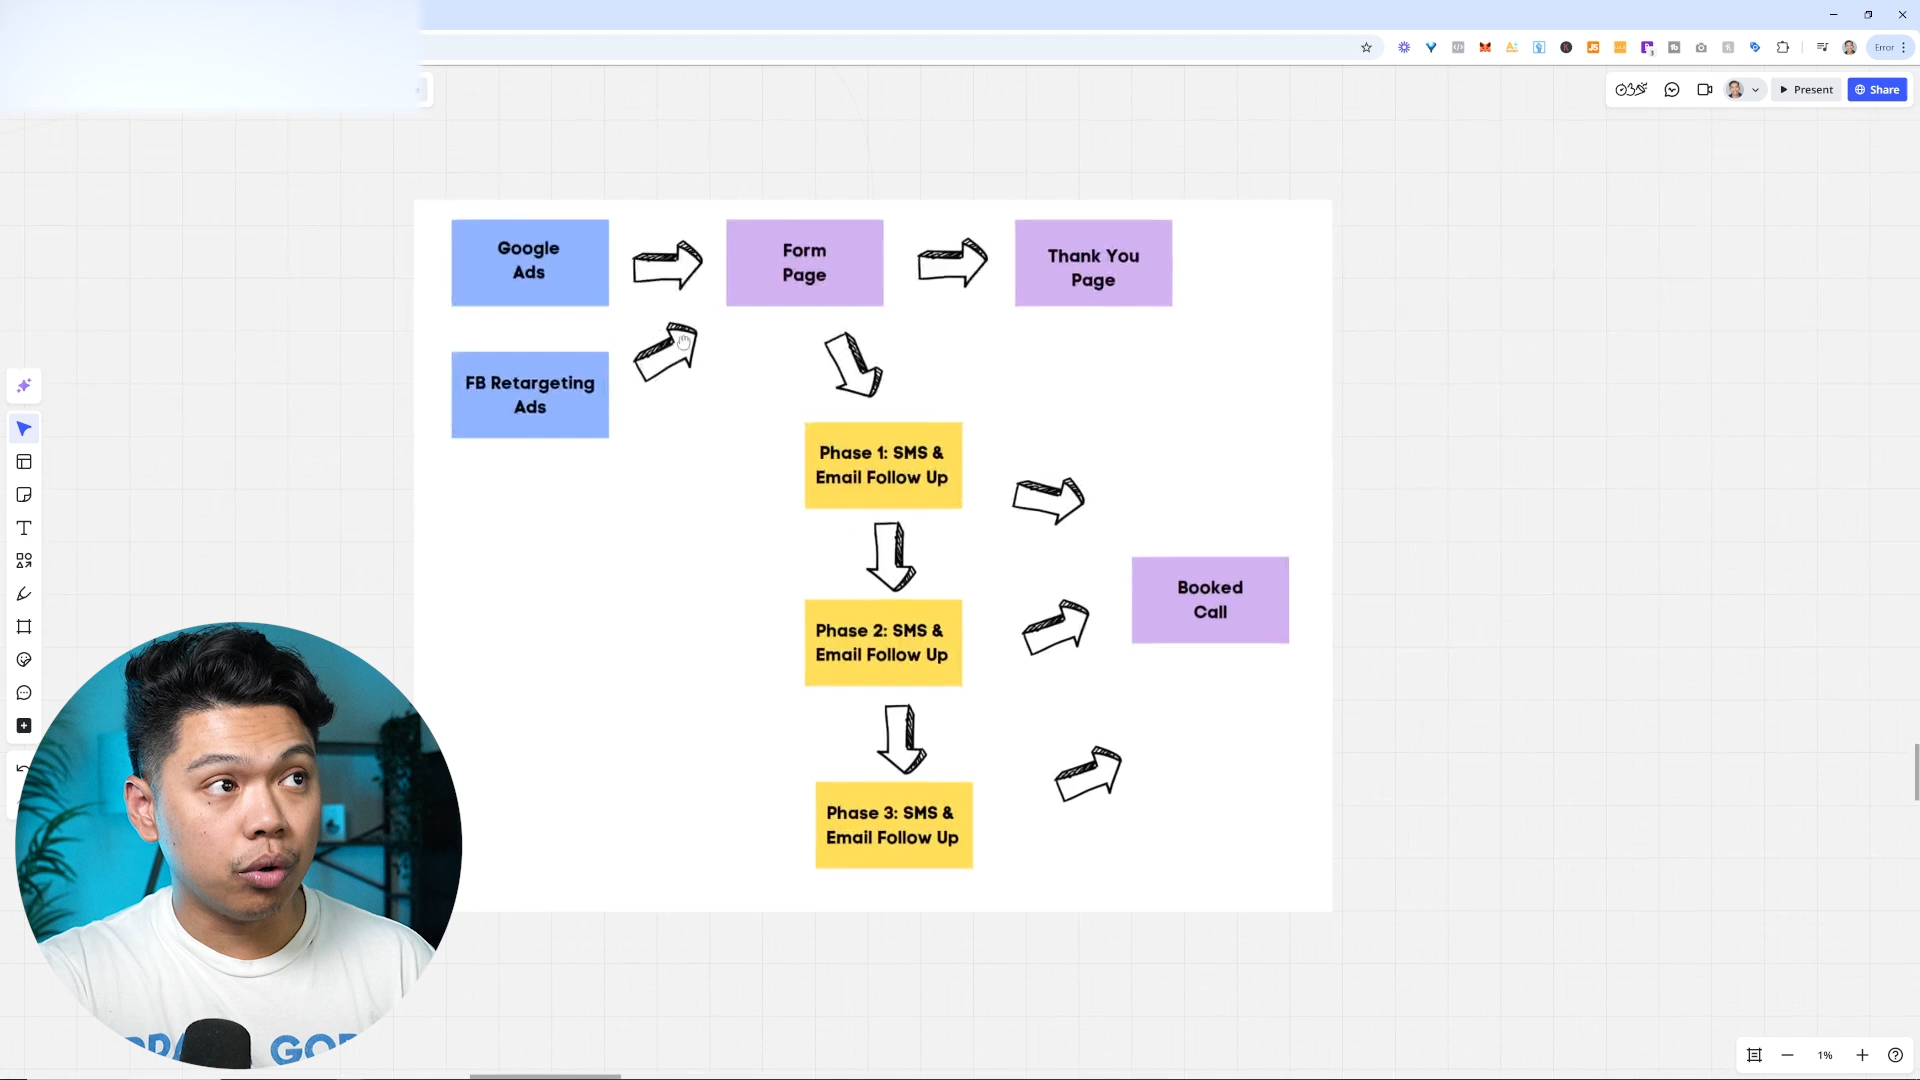 Error
Present
Share
Google
Ads
Form
Page
Thank You
Page
FB Retargeting
Ads
Phase 1: SMS &
Email Follow Up
Phase 2: SMS &
Email Follow Up
Booked
Call
Phase 3: SMS &
Email Follow Up
1%